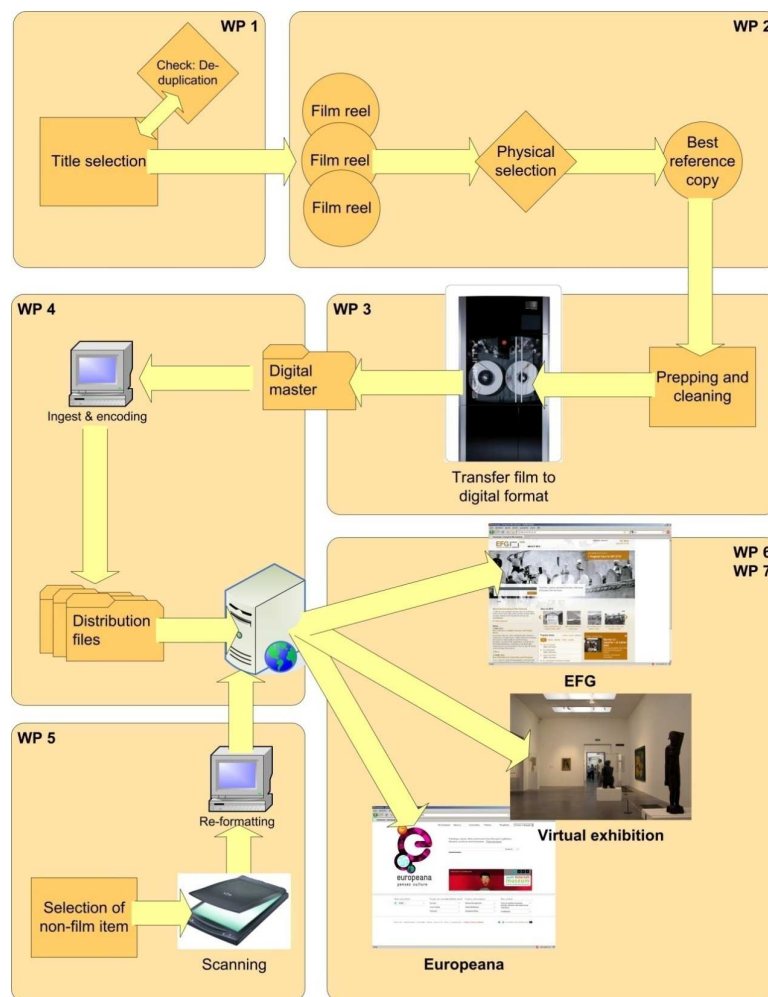 WP 1
Check: De-
duplication
Title selection
WP 2
Film reel
Film reel
Film reel
Physical
selection
Best
reference
copy
WP 4
Ingest & encoding
Distribution
files
WP 3
Digital
master
Transfer film to
digital format
Prepping and
cleaning
WP 5
Selection of
non-film item
Scanning
Re-formatting
WP 6
WP 7
EFG
EFG
Virtual exhibition
europeana
Europeana